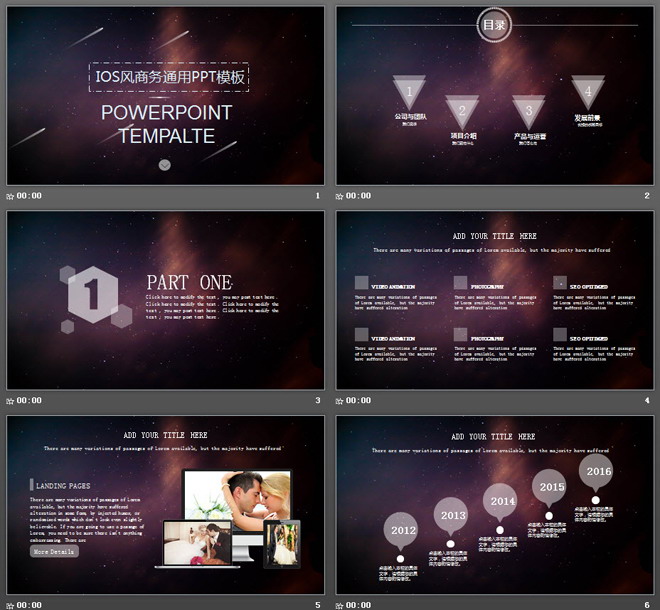 IOS风商务通用PPT模板
POWERPOINT
TEMPALTE
00:00
1
目录
1
2
3
4
公司与团队
项目介绍
产品与运营
发展前景
00:00
2
1
PART ONE
Click here to modify the text , you may post text here .
Click here to modify the text , you may post text here .
Click here to modify the text , you may post text here .
00:00
3
ADD YOUR TITLE HERE
There are many variations of passages of Lorem available, but the majority have suffered
VIDEO ANIMATION
PHOTOGRAPHY
SEO OPTIMIZED
There are many variations of passages
of Lorem available, but the majority have
suffered alteration
There are many variations of passages
of Lorem available, but the majority have
suffered alteration
There are many variations of passages
of Lorem available, but the majority have
suffered alteration
VIDEO ANIMATION
PHOTOGRAPHY
SEO OPTIMIZED
There are many variations of passages
of Lorem available, but the majority have
suffered alteration
There are many variations of passages
of Lorem available, but the majority have
suffered alteration
There are many variations of passages
of Lorem available, but the majority have
suffered alteration
00:00
4
ADD YOUR TITLE HERE
There are many variations of passages of Lorem available, but the majority have suffered
LANDING PAGES
There are many variations of passages of Lorem
available, but the majority have suffered
alteration in some form, by injected humor, or
randomised words which don't look even slightly
believable. If you are going to use a passage of
Lorem, you need to be sure there isn't anything
embarrassing. There are
More Details
00:00
5
ADD YOUR TITLE HERE
There are many variations of passages of Lorem available, but the majority have suffered
2012
2013
2014
2015
2016
00:00
6